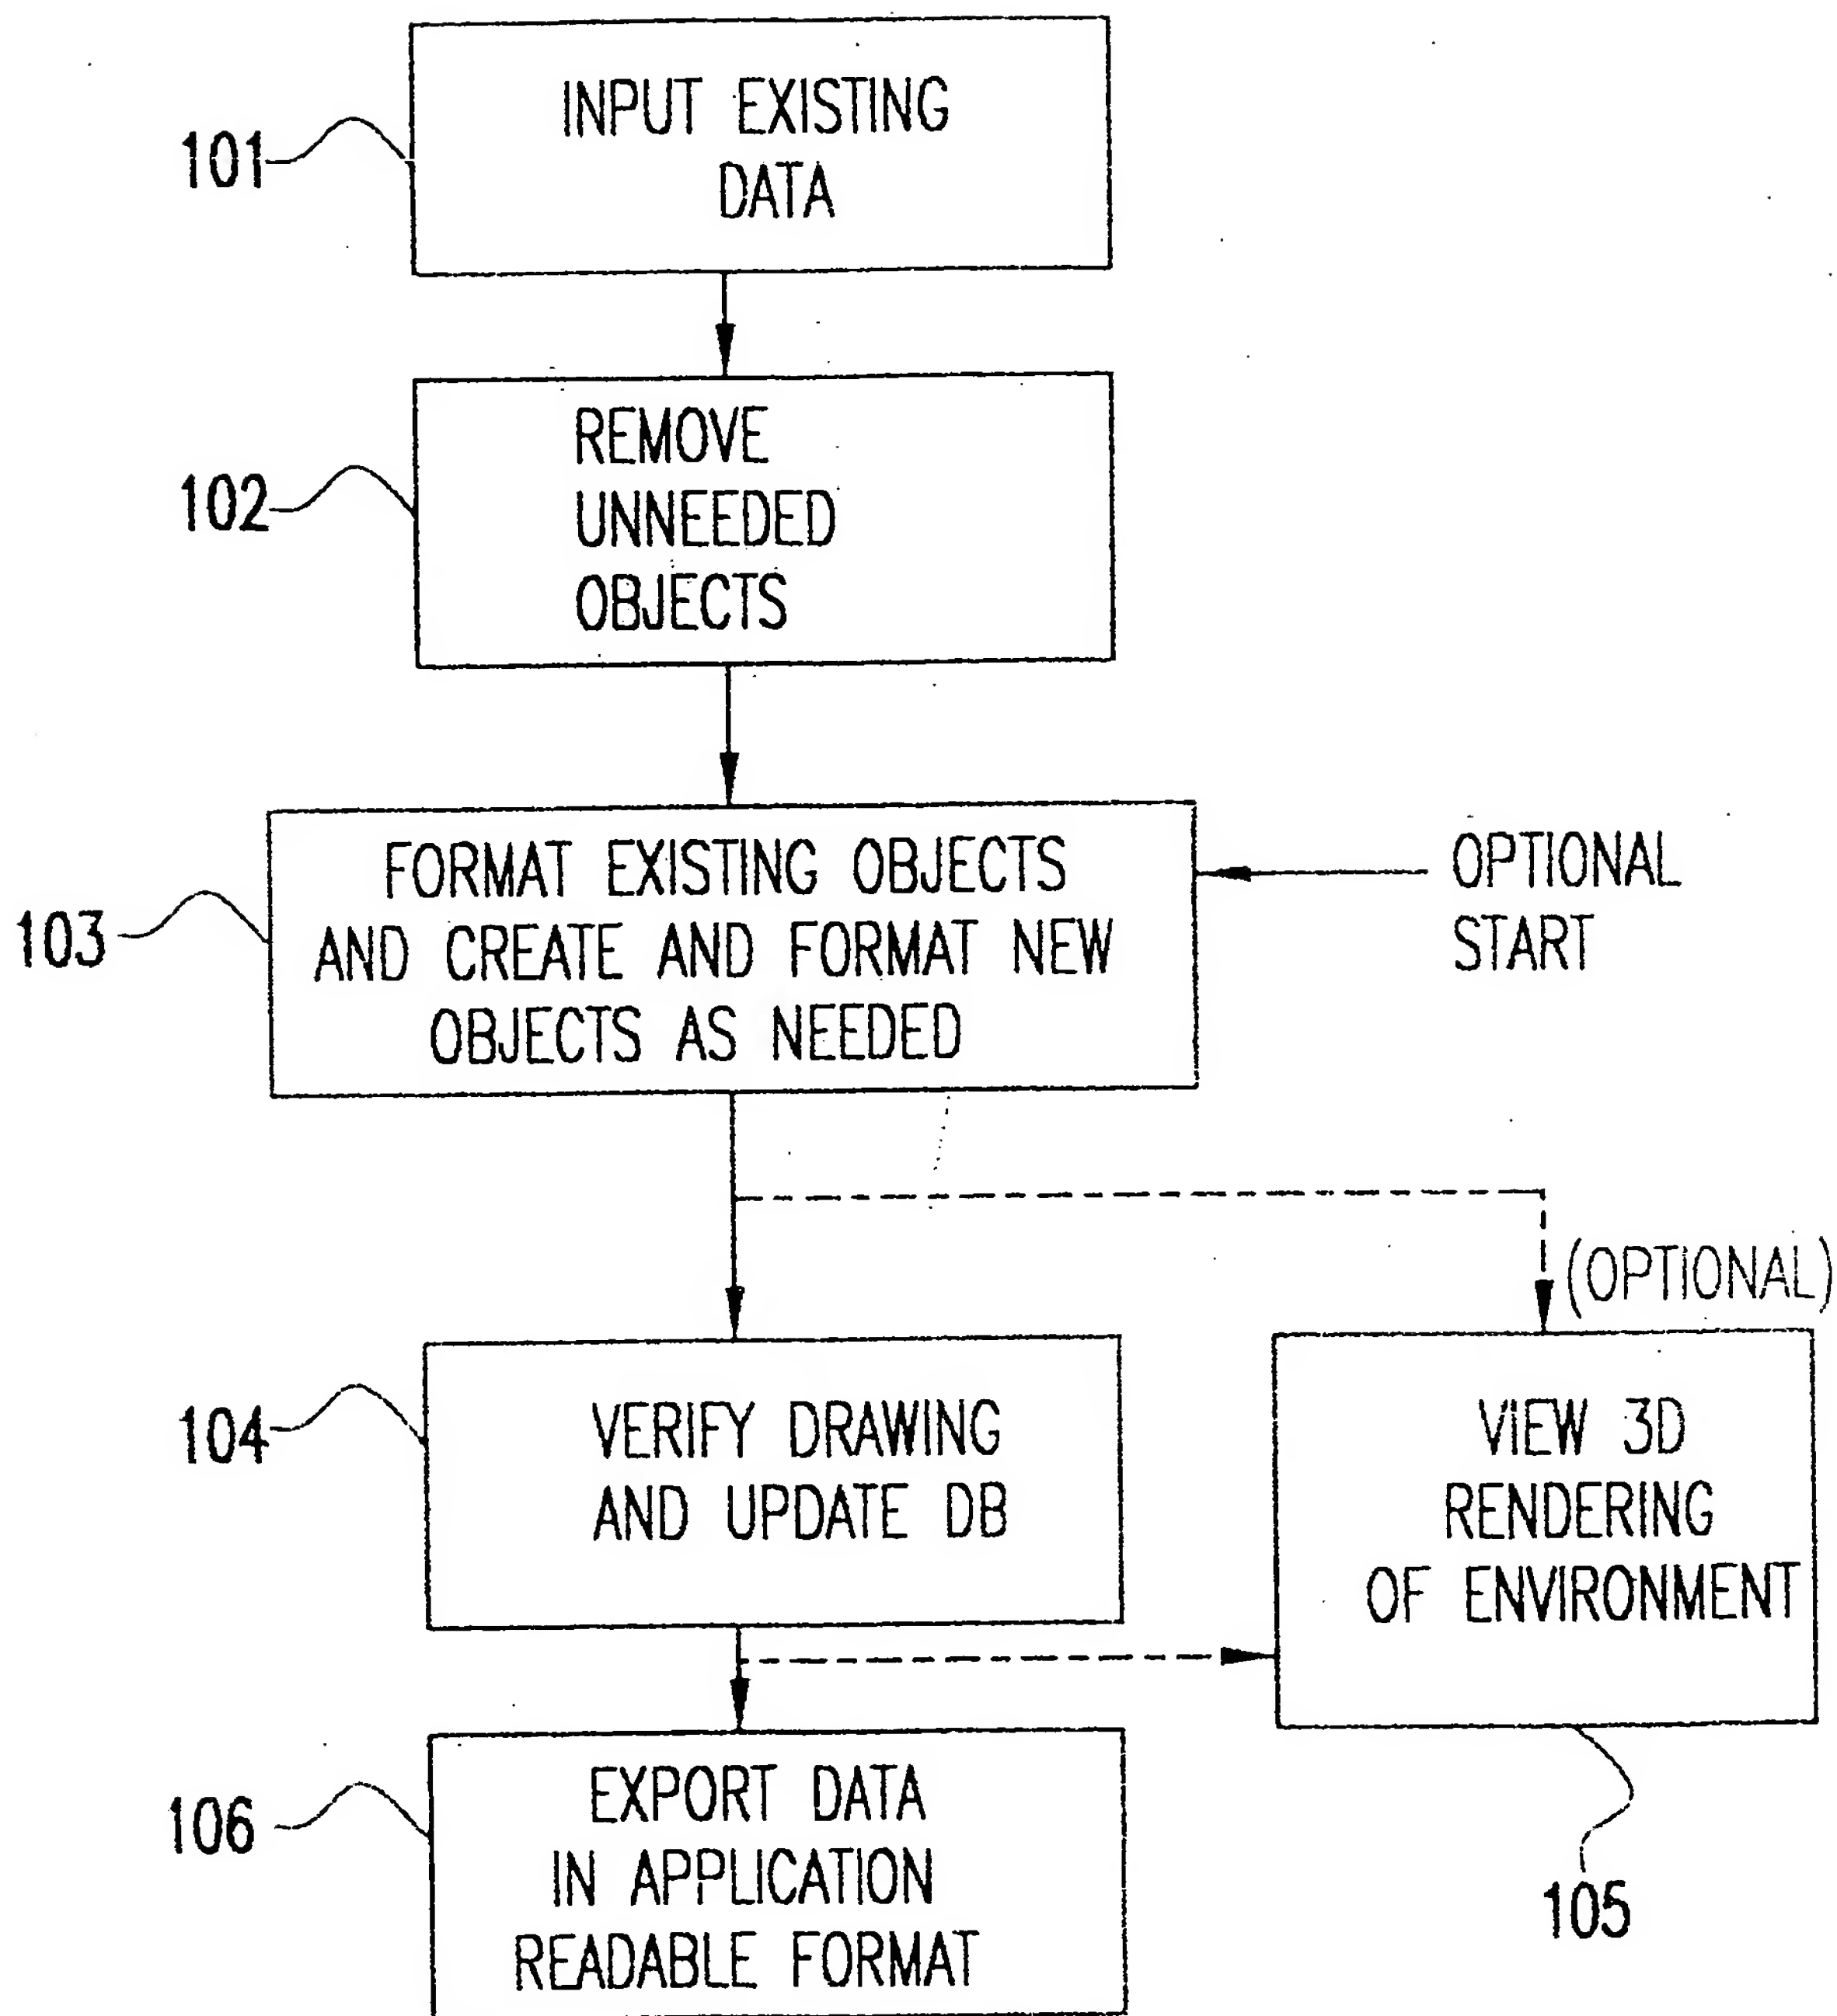 INPUT EXISTING
DATA
101
REMOVE
UNNEEDED
OBJECTS
102
FORMAT EXISTING OBJECTS
AND CREATE AND FORMAT NEW
OBJECTS AS NEEDED
103
OPTIONAL
START
(OPTIONAL)
VERIFY DRAWING
AND UPDATE DB
104
VIEW 3D
RENDERING
OF ENVIRONMENT
105
EXPORT DATA
IN APPLICATION
READABLE FORMAT
106